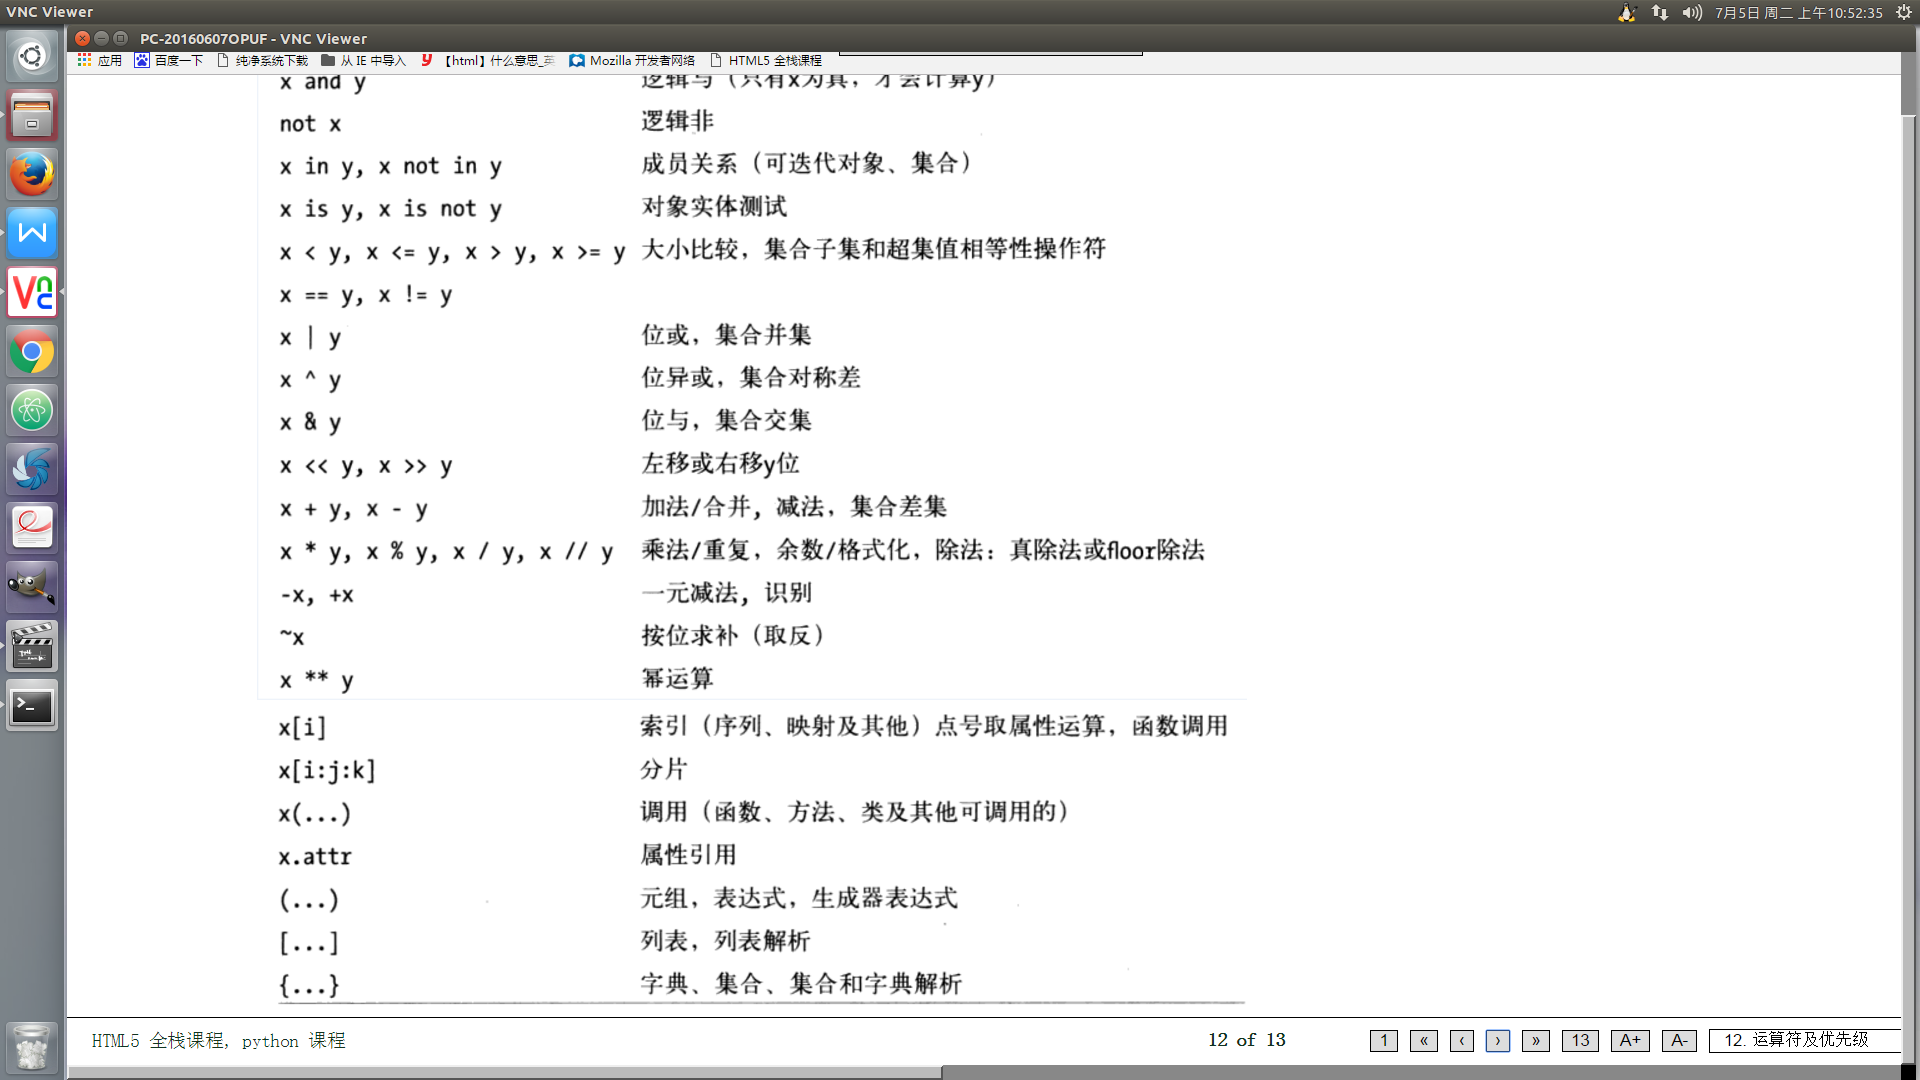 VNC Viewer
7月5日 周二 上午10:52:35
PC-20160607OPUF - VNC Viewer
应用 百度一下 纯净系统下载 从 IE 中导入 【html】什么意思_英 Mozilla 开发者网络 HTML5 全栈课程
x and y 逻辑与（只有x为真，才会计算y）
not x 逻辑非
x in y, x not in y 成员关系（可迭代对象、集合）
x is y, x is not y 对象实体测试
x < y, x <= y, x > y, x >= y 大小比较，集合子集和超集值相等性操作符
x == y, x != y
x | y 位或，集合并集
x ^ y 位异或，集合对称差
x & y 位与，集合交集
x << y, x >> y 左移或右移y位
x + y, x - y 加法/合并, 减法，集合差集
x * y, x % y, x / y, x // y 乘法/重复，余数/格式化，除法：真除法或floor除法
-x, +x 一元减法, 识别
~x 按位求补（取反）
x ** y 幂运算
x[i] 索引（序列、映射及其他）点号取属性运算，函数调用
x[i:j:k] 分片
x(...) 调用（函数、方法、类及其他可调用的）
x.attr 属性引用
(...) 元组，表达式，生成器表达式
[...] 列表，列表解析
{...} 字典、集合、集合和字典解析
HTML5 全栈课程, python 课程 12 of 13 1 « ‹ › » 13 A+ A- 12. 运算符及优先级